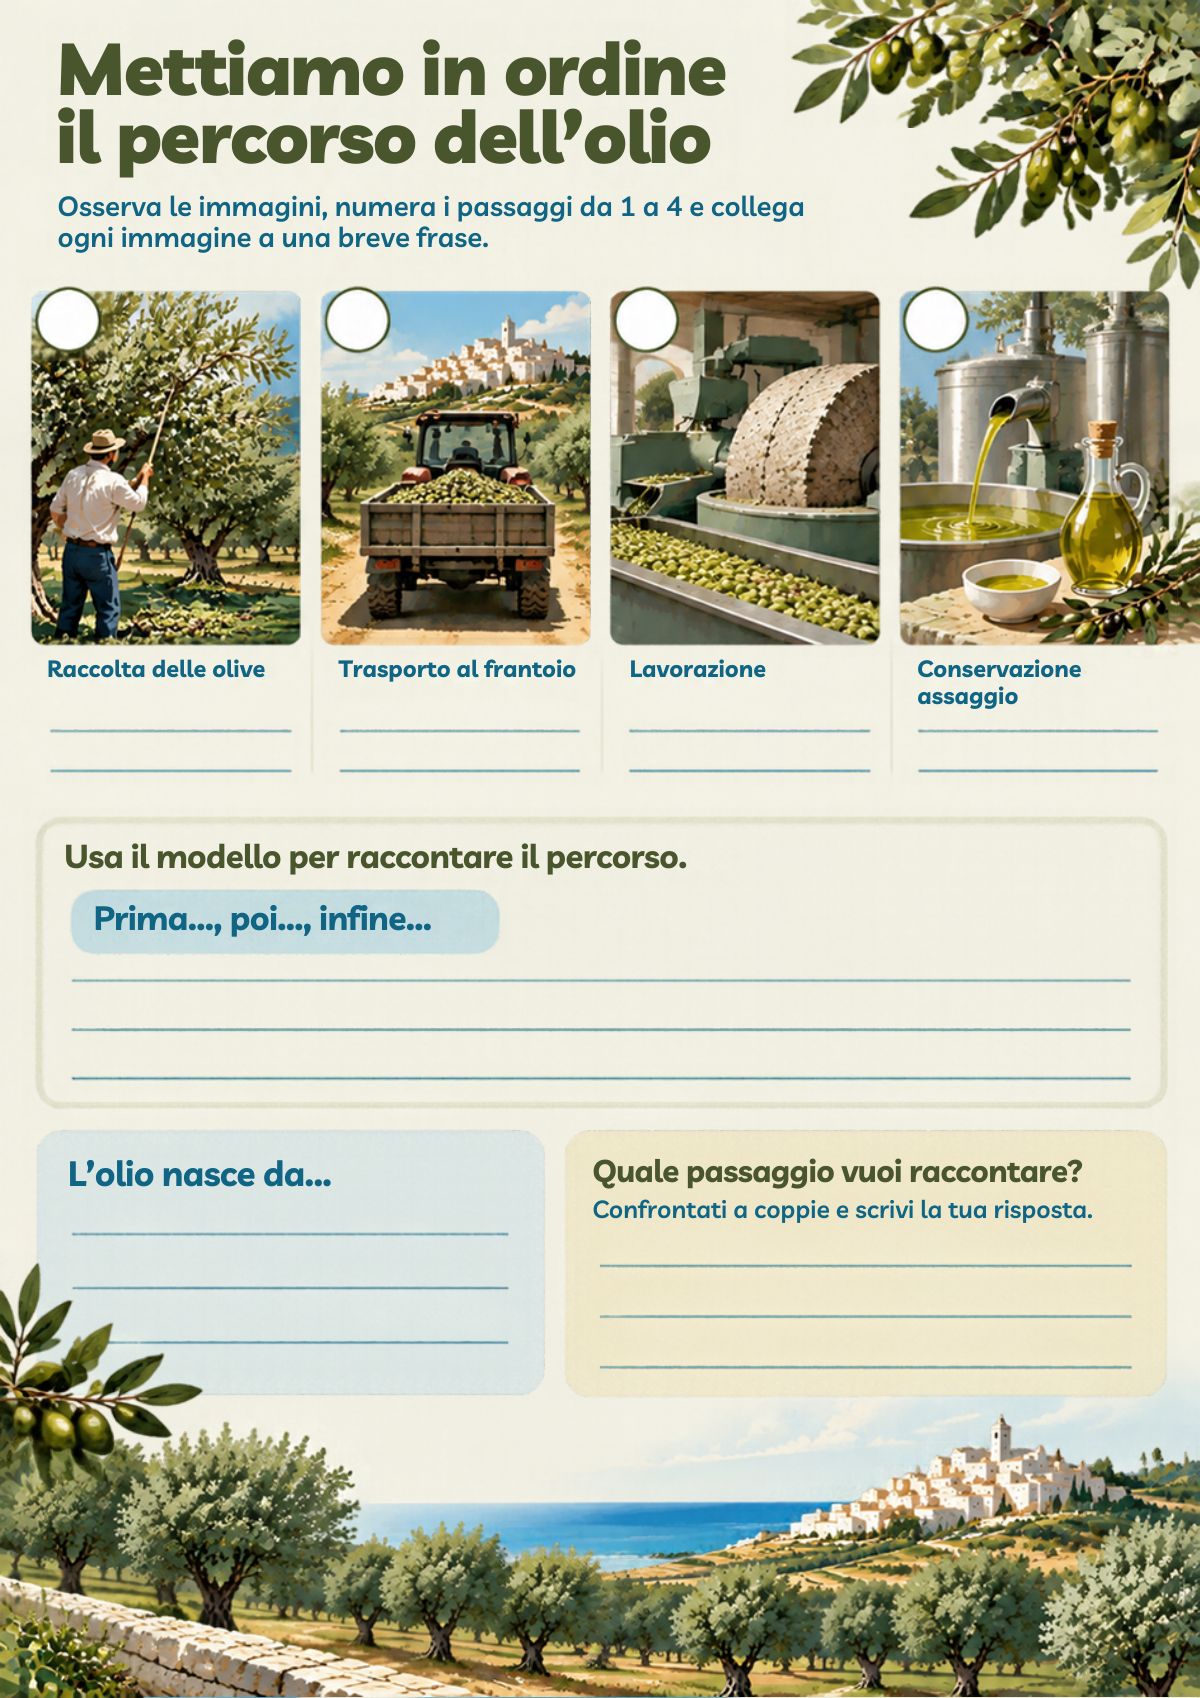 Mettiamo in ordine
il percorso dell’olio
Osserva le immagini, numera i passaggi da 1 a 4 e collega
ogni immagine a una breve frase.
Raccolta delle olive
Trasporto al frantoio
Lavorazione
Conservazione
assaggio
Usa il modello per raccontare il percorso.
Prima..., poi..., infine...
L’olio nasce da...
Quale passaggio vuoi raccontare?
Confrontati a coppie e scrivi la tua risposta.